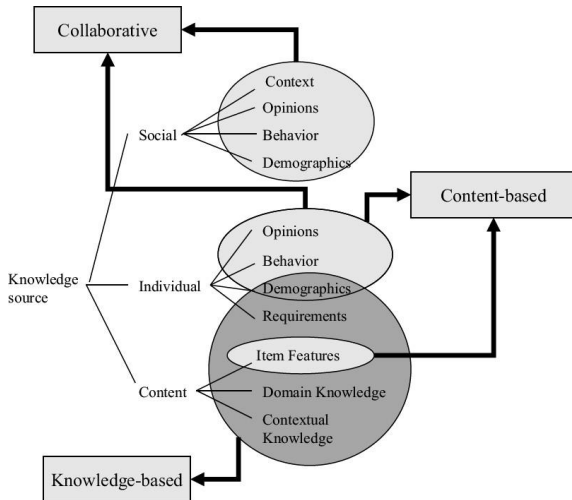 Collaborative
Context
Opinions
Social
Behavior
Demographics
Content-based
Opinions
Behavior
Knowledge
source
Individual
Demographics
Requirements
Item Features
Content
Domain Knowledge
Contextual
Knowledge
Knowledge-based